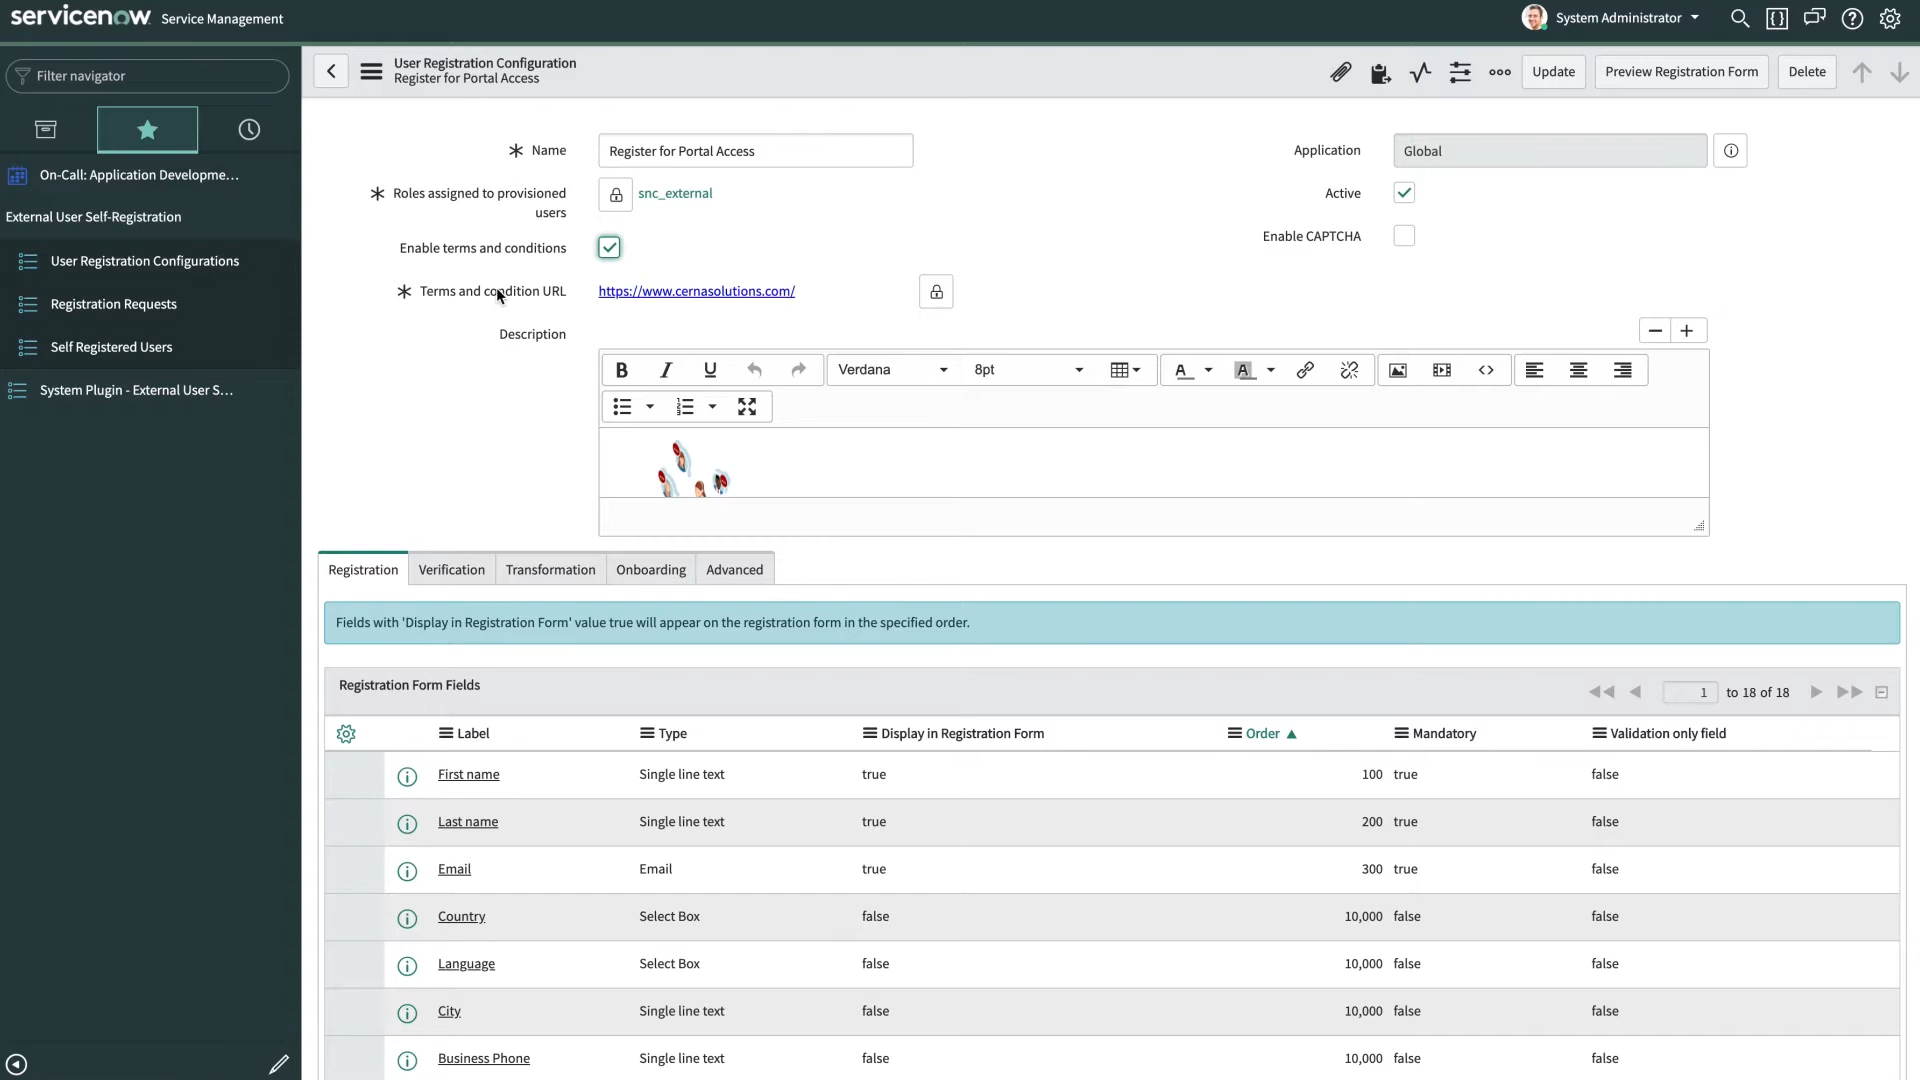 servicenow Service Management
System Administrator
Filter navigator
On-Call: Application Developme...
External User Self-Registration
User Registration Configurations
Registration Requests
Self Registered Users
System Plugin - External User S...
User Registration Configuration
Register for Portal Access
Update
Preview Registration Form
Delete
Name
Register for Portal Access
Application
Global
Roles assigned to provisioned
users
snc_external
Active
Enable terms and conditions
Enable CAPTCHA
Terms and condition URL
https://www.cernasolutions.com/
Description
B I U Verdana 8pt A A
Registration Verification Transformation Onboarding Advanced
Fields with 'Display in Registration Form' value true will appear on the registration form in the specified order.
Registration Form Fields
1 to 18 of 18
Label Type Display in Registration Form Order Mandatory Validation only field
First name Single line text true 100 true false
Last name Single line text true 200 true false
Email Email true 300 true false
Country Select Box false 10,000 false false
Language Select Box false 10,000 false false
City Single line text false 10,000 false false
Business Phone Single line text false 10,000 false false